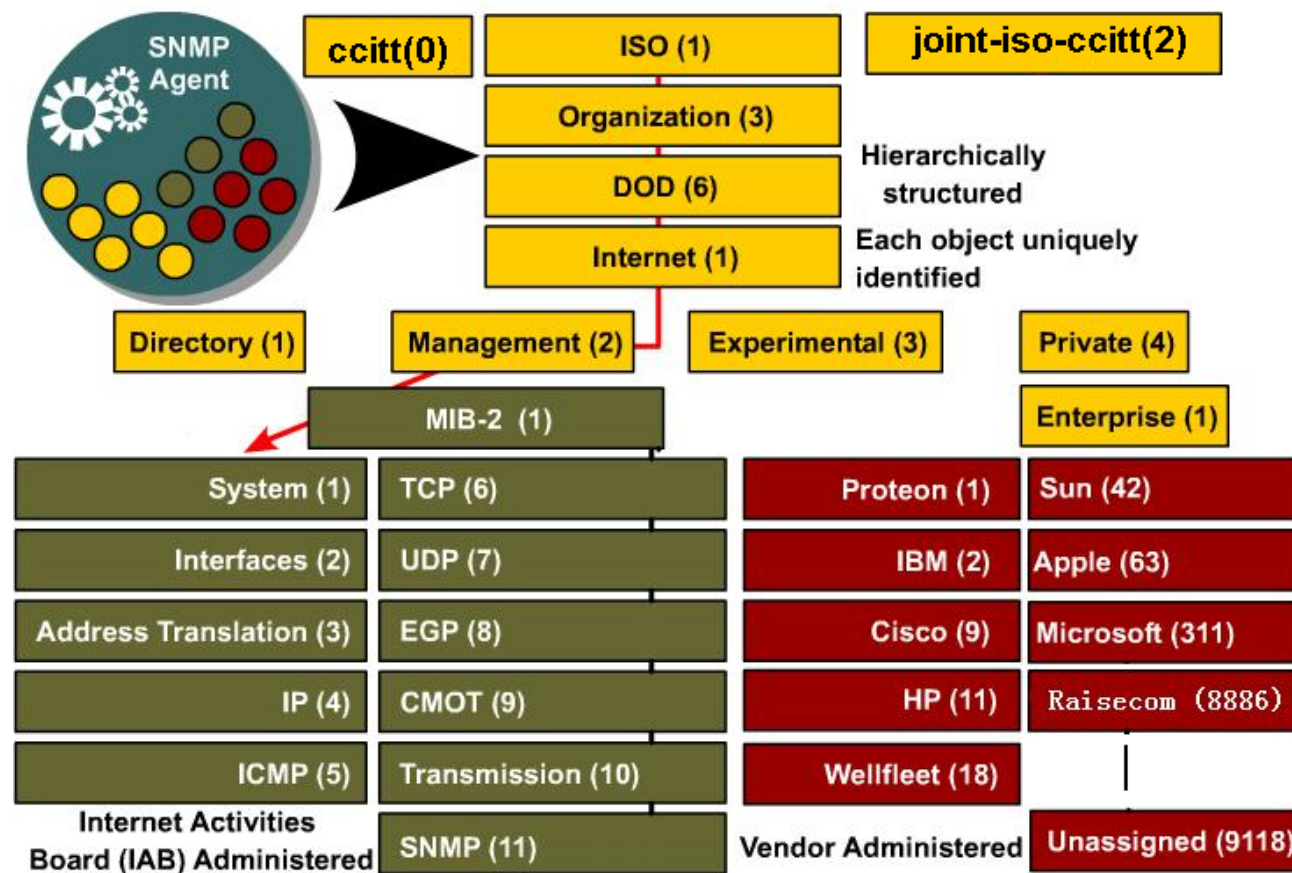 SNMP
Agent
ccitt(0)
ISO (1)
joint-iso-ccitt(2)
Organization (3)
DOD (6)
Internet (1)
Hierarchically
structured
Each object uniquely
identified
Directory (1)
Management (2)
Experimental (3)
Private (4)
MIB-2 (1)
Enterprise (1)
System (1)
TCP (6)
Proteon (1)
Sun (42)
Interfaces (2)
UDP (7)
IBM (2)
Apple (63)
Address Translation (3)
EGP (8)
Cisco (9)
Microsoft (311)
IP (4)
CMOT (9)
HP (11)
Raisecom (8886)
ICMP (5)
Transmission (10)
Wellfleet (18)
Internet Activities
Board (IAB) Administered
SNMP (11)
Vendor Administered
Unassigned (9118)